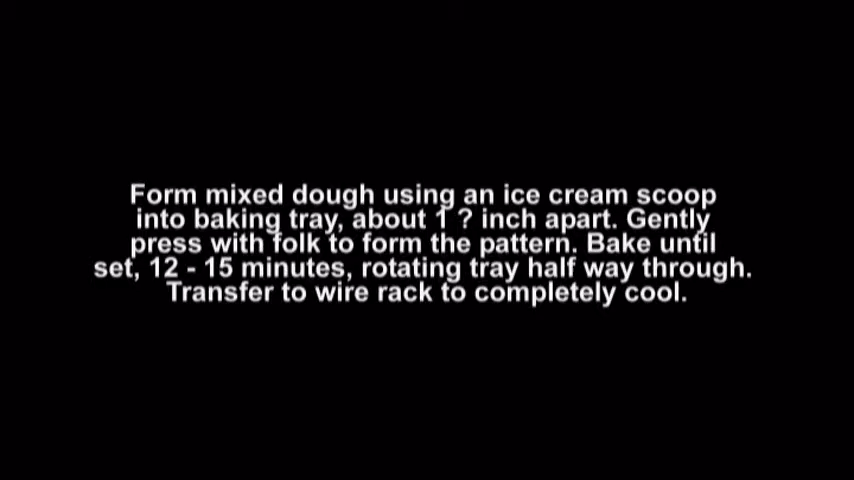 Form mixed dough using an ice cream scoop
into baking tray, about 1 ? inch apart. Gently
press with folk to form the pattern. Bake until
set, 12 - 15 minutes, rotating tray half way through.
Transfer to wire rack to completely cool.